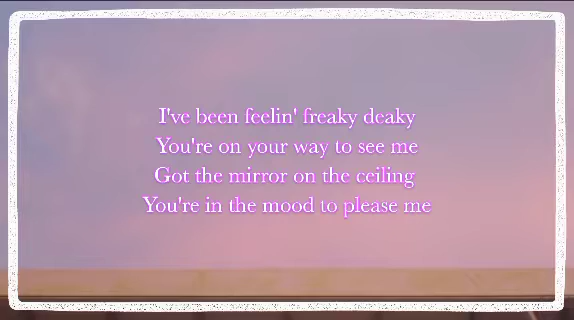 I've been feelin' freaky deaky
You're on your way to see me
Got the mirror on the ceiling
You're in the mood to please me